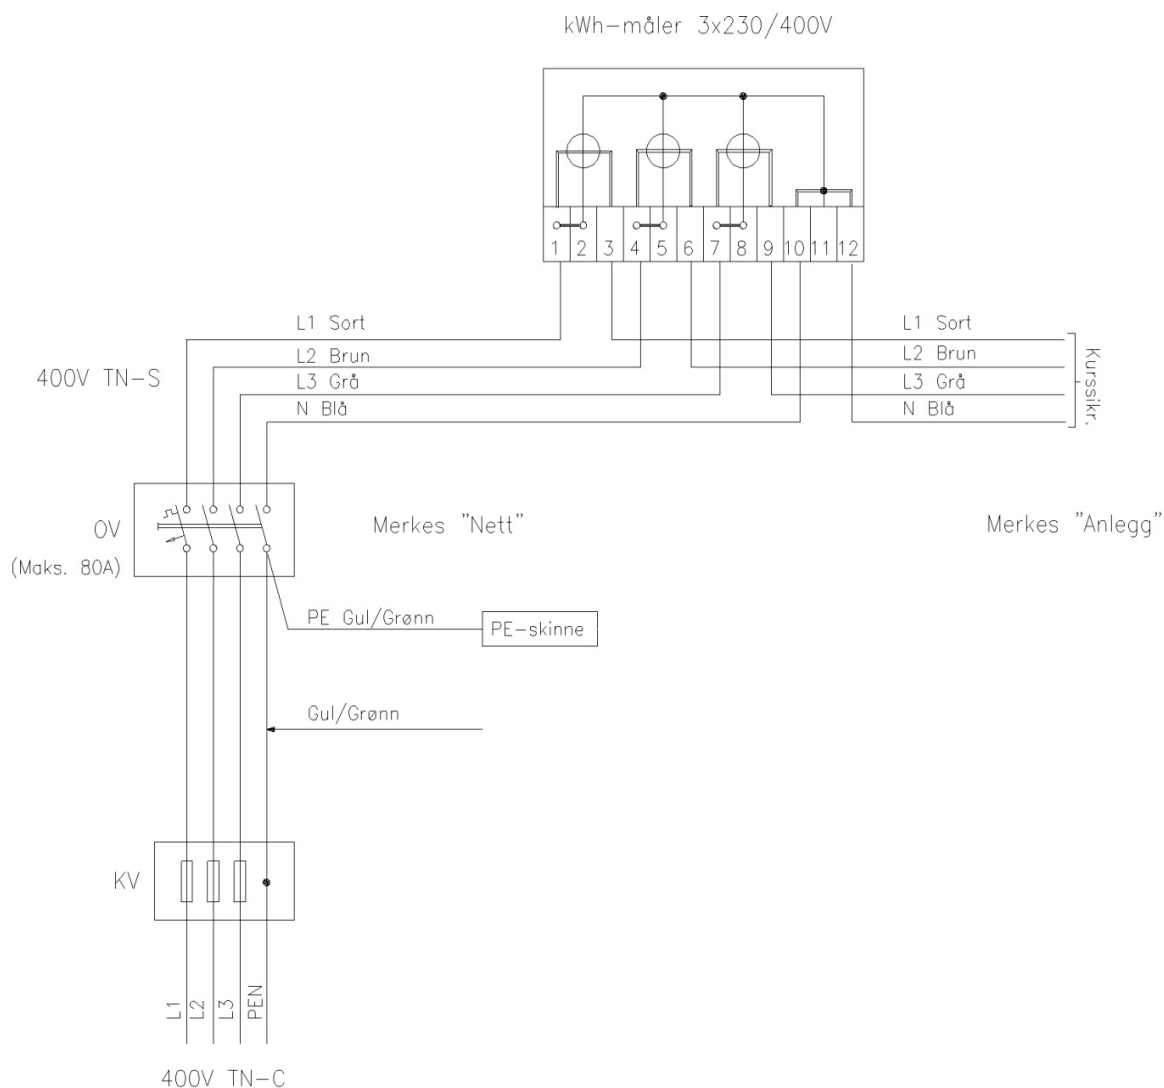 kWh-måler 3x230/400V
1 2 3 4 5 6 7 8 9 10 11 12
L1 Sort
L2 Brun
L3 Grå
N Blå
L1 Sort
L2 Brun
L3 Grå
N Blå
Kurssikr.
400V TN-S
OV
(Maks. 80A)
Merkes "Nett"
Merkes "Anlegg"
PE Gul/Grønn
PE-skinne
Gul/Grønn
KV
L1
L2
L3
PEN
400V TN-C